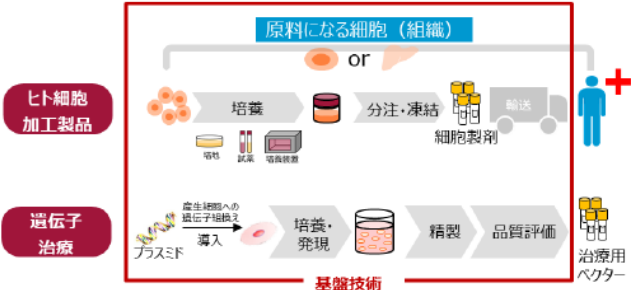 原料になる細胞（組織）
or
ヒト細胞
加工製品
培養
分注・凍結
細胞製剤
輸送
培地
試薬
培養装置
遺伝子
治療
プラスミド
産生細胞への
遺伝子組換え
導入
培養・
発現
精製
品質評価
治療用
ベクター
基盤技術